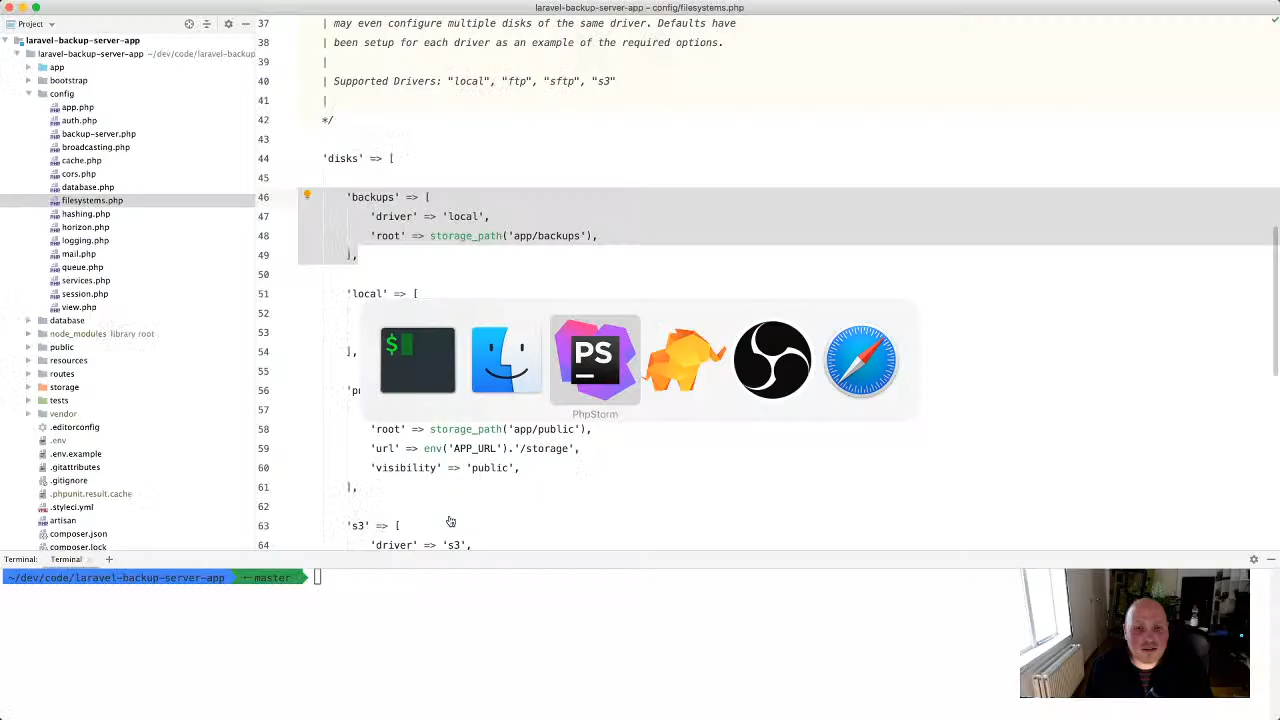 laravel-backup-server-app – config/filesystems.php
Project
laravel-backup-server-app
laravel-backup-server-app ~/dev/code/laravel-backup
app
bootstrap
config
app.php
auth.php
backup-server.php
broadcasting.php
cache.php
cors.php
database.php
filesystems.php
hashing.php
horizon.php
logging.php
mail.php
queue.php
services.php
session.php
view.php
database
node_modules library root
public
resources
routes
storage
tests
vendor
.editorconfig
.env
.env.example
.gitattributes
.gitignore
.phpunit.result.cache
.styleci.yml
artisan
composer.json
composer.lock
37 | may even configure multiple disks of the same driver. Defaults have
38 | been setup for each driver as an example of the required options.
39 |
40 | Supported Drivers: "local", "ftp", "sftp", "s3"
41 |
42 */
43
44 'disks' => [
45
46 'backups' => [
47 'driver' => 'local',
48 'root' => storage_path('app/backups'),
49 ],
50
51 'local' => [
52
53
54 ],
55
56
57
58 'root' => storage_path('app/public'),
59 'url' => env('APP_URL').'/storage',
60 'visibility' => 'public',
61 ],
62
63 's3' => [
64 'driver' => 's3',
$
PS
PhpStorm
Terminal: Terminal +
~/dev/code/laravel-backup-server-app master